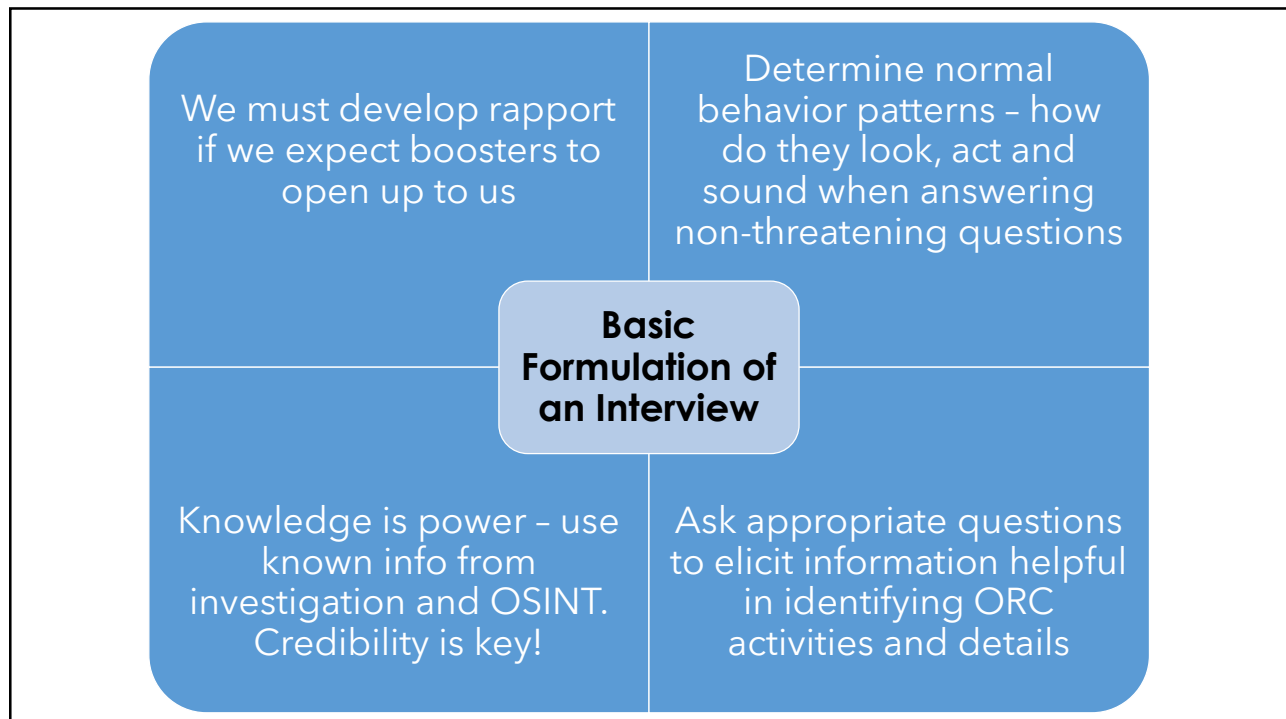 We must develop rapport
if we expect boosters to
open up to us
Determine normal
behavior patterns – how
do they look, act and
sound when answering
non-threatening questions
Basic
Formulation of
an Interview
Knowledge is power – use
known info from
investigation and OSINT.
Credibility is key!
Ask appropriate questions
to elicit information helpful
in identifying ORC
activities and details